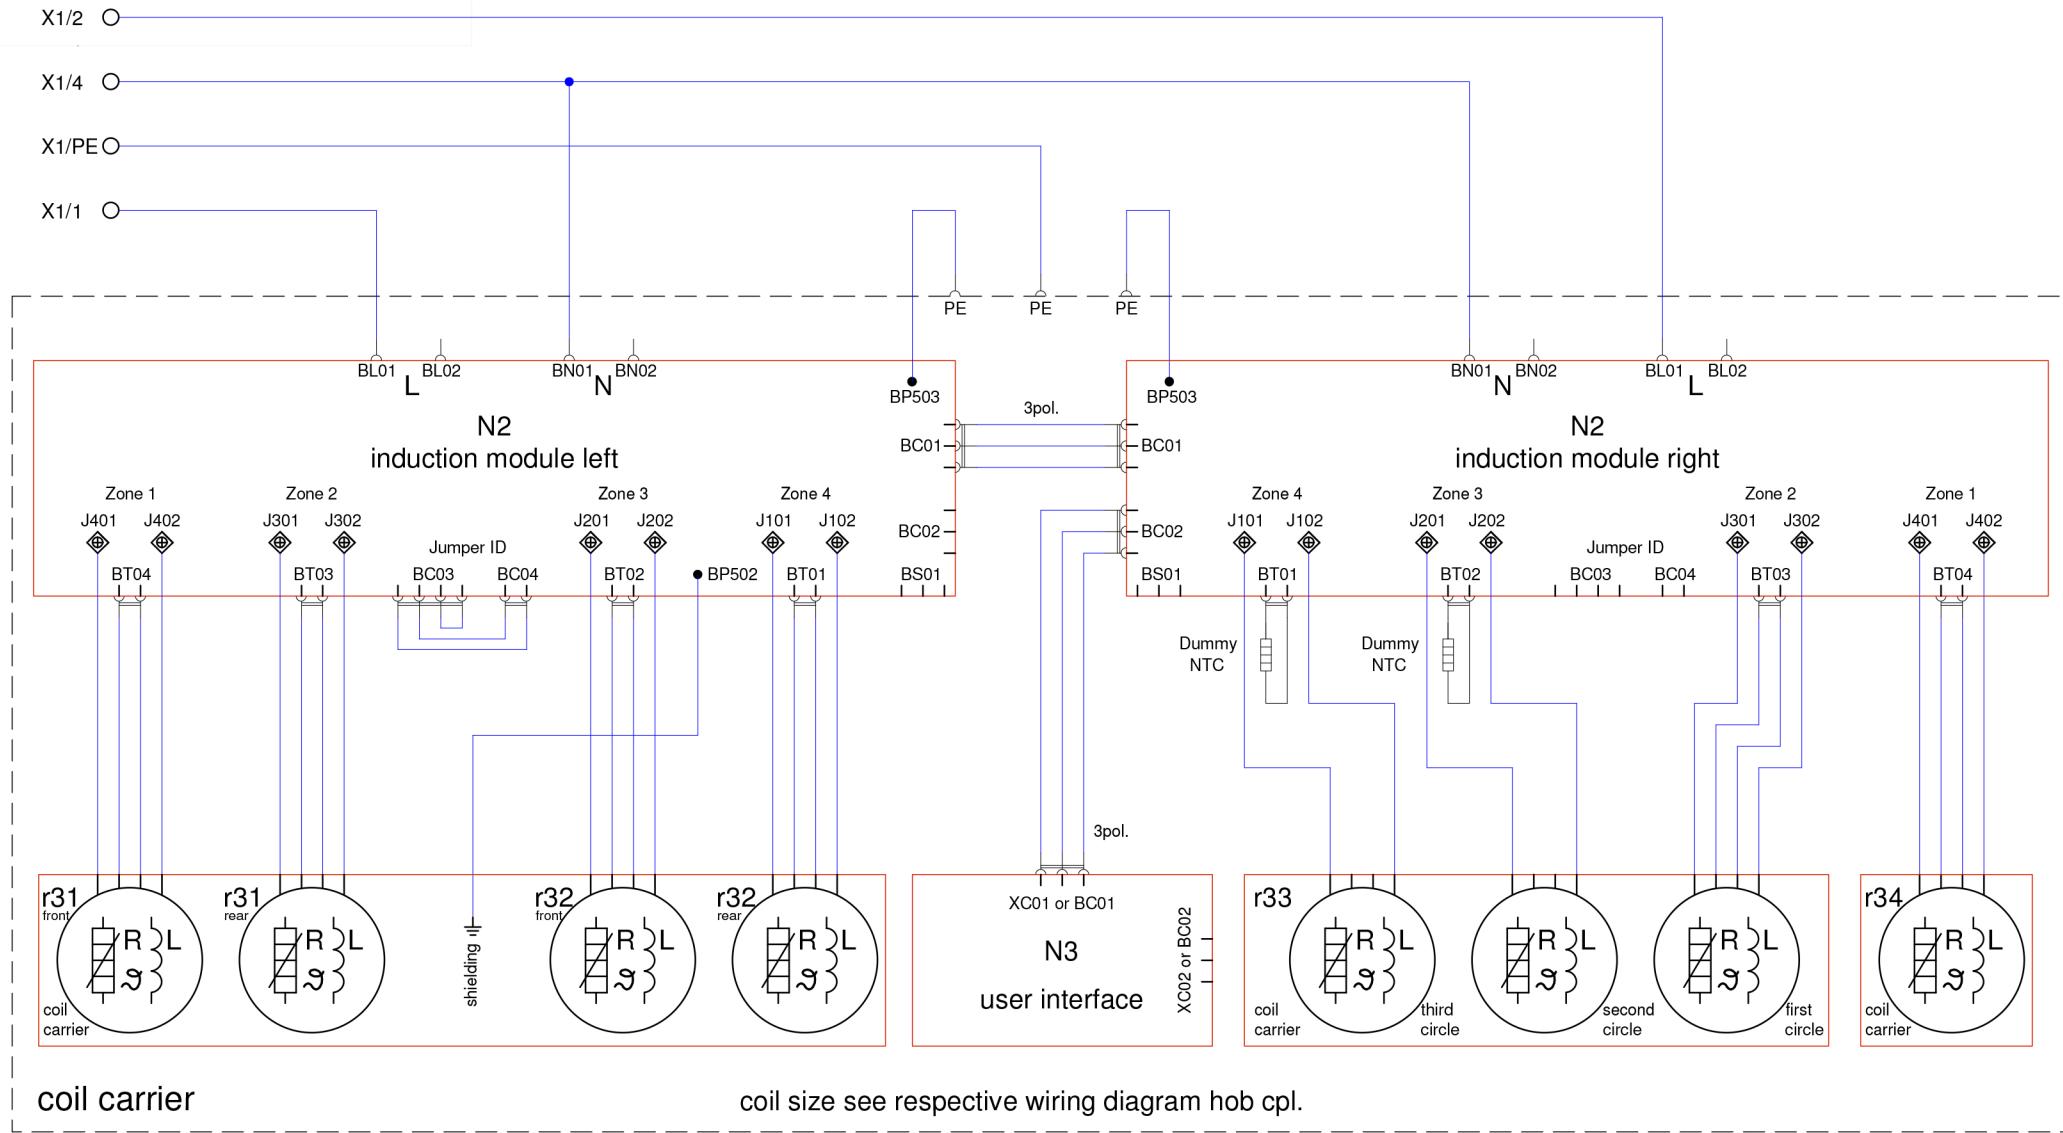 X1/2
X1/4
X1/PE
X1/1
PE PE PE
BL01 BL02 BN01 BN02
L N
BP503
N2
induction module left
BC01
3pol.
BN01 BN02 BL01 BL02
N L
BP503
N2
induction module right
BC01
Zone 1 Zone 2 Zone 3 Zone 4
J401 J402 J301 J302 J201 J202 J101 J102
Jumper ID
BC02
BT04 BT03 BC03 BC04 BT02 BP502 BT01 BS01
Zone 4 Zone 3 Zone 2 Zone 1
J101 J102 J201 J202 J301 J302 J401 J402
BC02
Jumper ID
BS01 BT01 BT02 BC03 BC04 BT03 BT04
Dummy
NTC
Dummy
NTC
3pol.
r31
front
R L
ϑ
coil
carrier
r31
rear
R L
ϑ
shielding
r32
front
R L
ϑ
r32
rear
R L
ϑ
XC01 or BC01
N3
user interface
XC02 or BC02
r33
R L
ϑ
coil
carrier
third
circle
R L
ϑ
second
circle
R L
ϑ
first
circle
r34
R L
ϑ
coil
carrier
coil carrier
coil size see respective wiring diagram hob cpl.